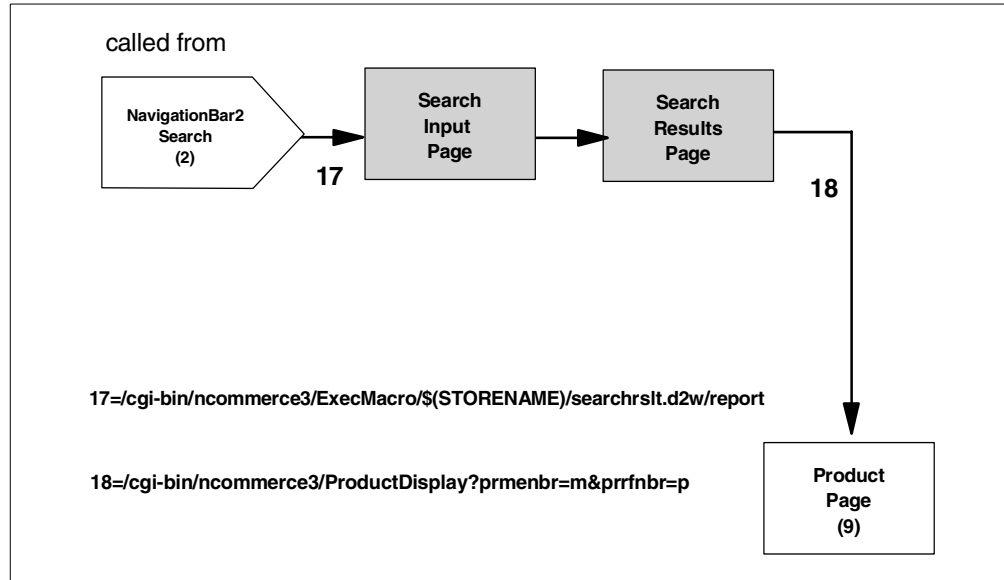 called from
NavigationBar2
Search
(2)
17
Search
Input
Page
Search
Results
Page
18
17=/cgi-bin/ncommerce3/ExecMacro/$(STORENAME)/searchrslt.d2w/report
18=/cgi-bin/ncommerce3/ProductDisplay?prmenbr=m&prrfnbr=p
Product
Page
(9)